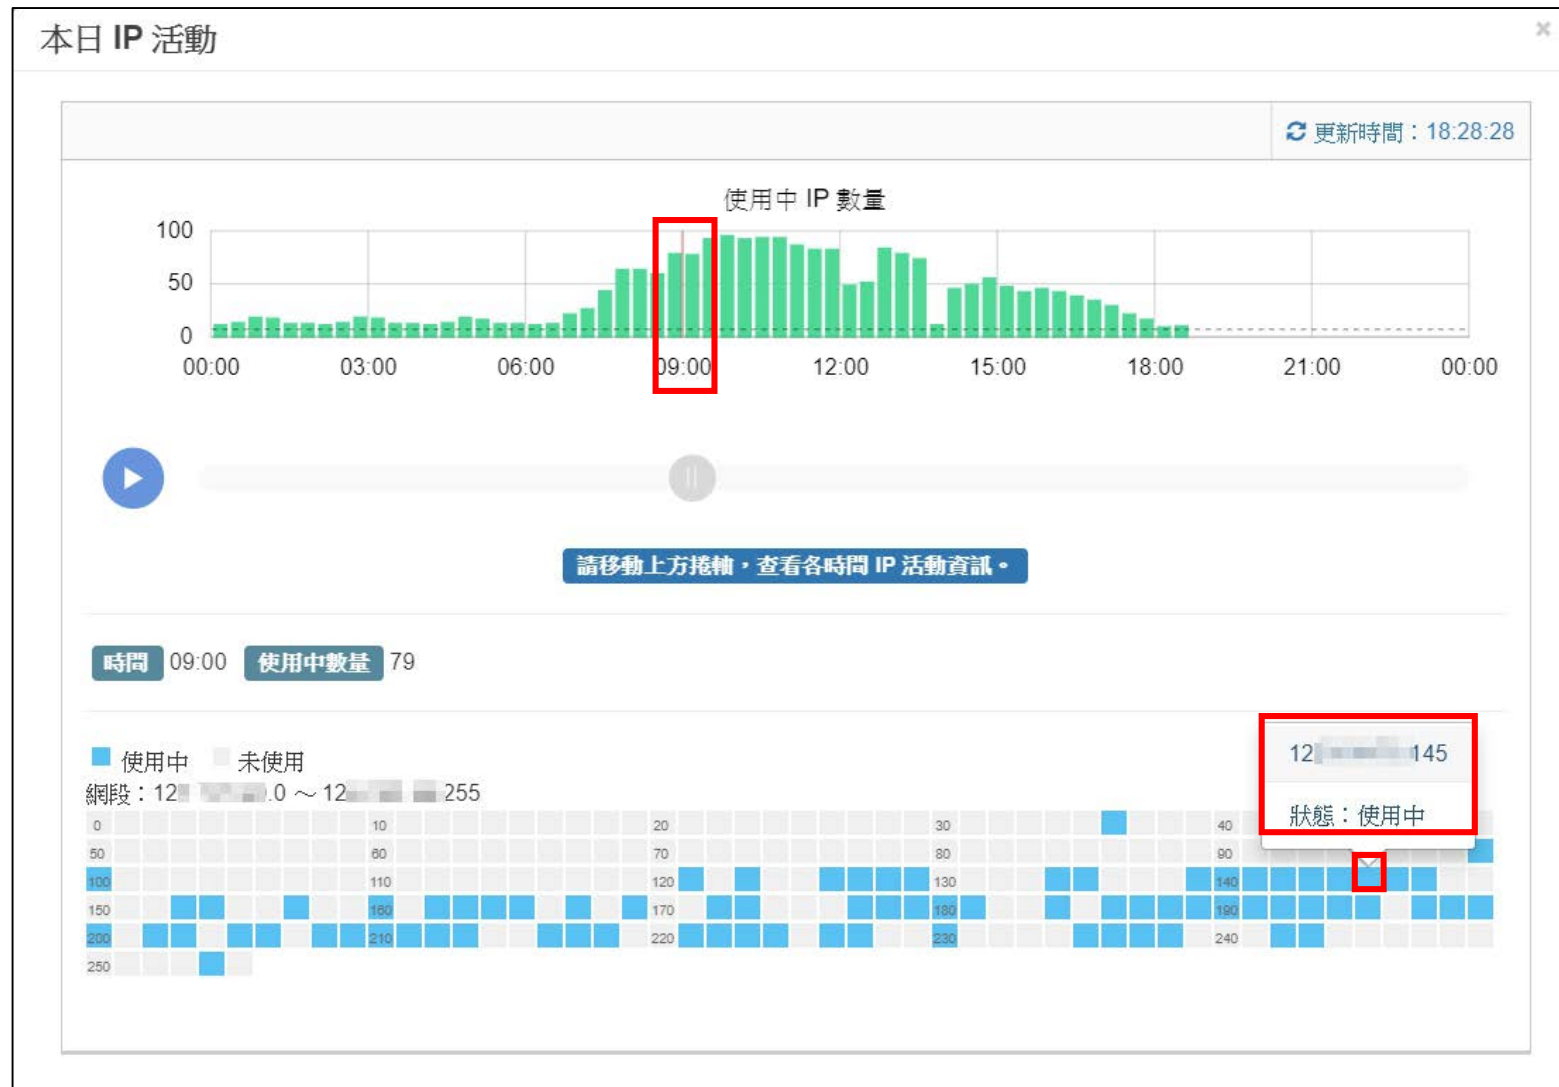 本日 IP 活動
×
更新時間：18:28:28
使用中 IP 數量
100
50
0
00:00 03:00 06:00 09:00 12:00 15:00 18:00 21:00 00:00
請移動上方捲軸，查看各時間 IP 活動資訊。
時間 09:00 使用中數量 79
12 145
狀態：使用中
使用中 未使用
網段：12 .0 ～ 12 255
0 10 20 30 40
50 60 70 80 90
100 110 120 130 140
150 160 170 180 190
200 210 220 230 240
250